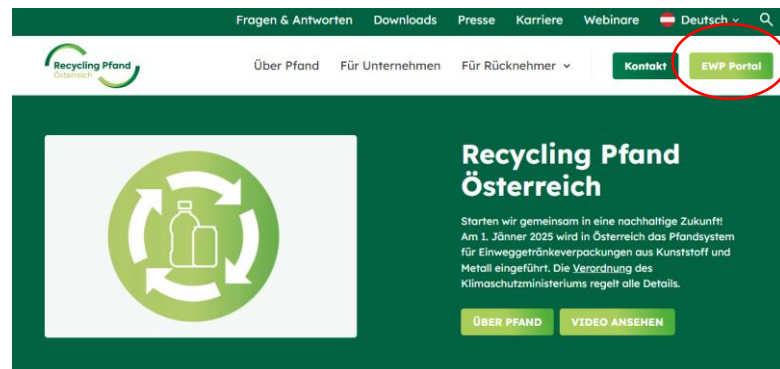 Fragen & Antworten Downloads Presse Karriere Webinare Deutsch
Recycling Pfand
Österreich
Über Pfand Für Unternehmen Für Rücknehmer Kontakt EWP Portal
Recycling Pfand
Österreich
Starten wir gemeinsam in eine nachhaltige Zukunft!
Am 1. Jänner 2025 wird in Österreich das Pfandsystem
für Einweggetränkeverpackungen aus Kunststoff und
Metall eingeführt. Die Verordnung des
Klimaschutzministeriums regelt alle Details.
ÜBER PFAND VIDEO ANSEHEN